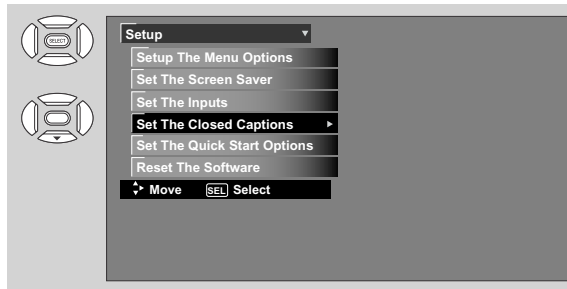 SELECT
Setup
Setup The Menu Options
Set The Screen Saver
Set The Inputs
Set The Closed Captions
Set The Quick Start Options
Reset The Software
Move SEL Select